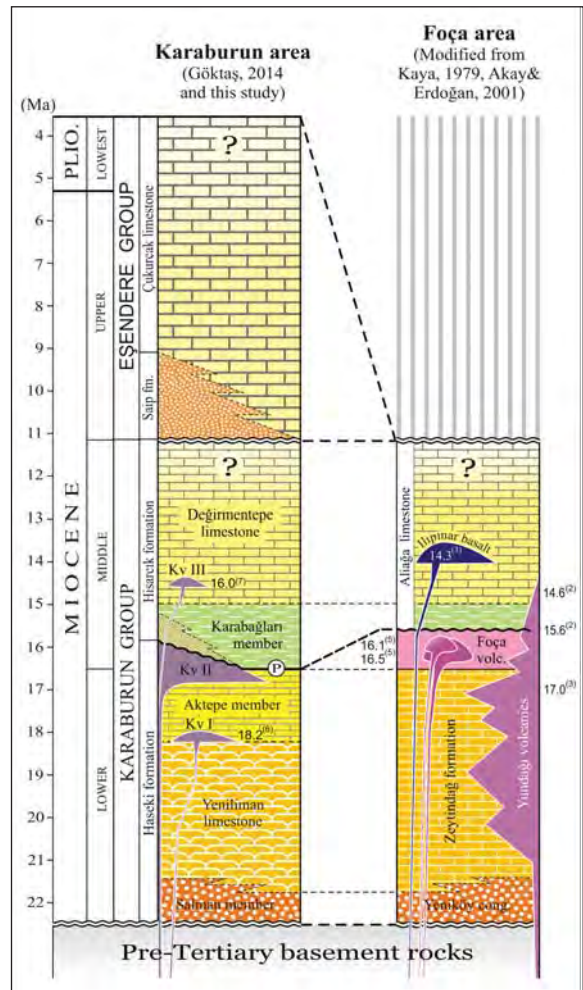 Karaburun area
(Göktaş, 2014
and this study)
Foça area
(Modified from
Kaya, 1979, Akay&
Erdoğan, 2001)
(Ma)
4
5
6
7
8
9
10
11
12
13
14
15
16
17
18
19
20
21
22
PLIO.
LOWEST
MIOCENE
UPPER
MIDDLE
LOWER
EŞENDERE GROUP
KARABURUN GROUP
Çukurcak limestone
Saip fm.
Hisarcık formation
Haseki formation
?
Değirmentepe
limestone
Kv III
16.0(7)
Karabağları
member
P
Kv II
Aktepe member
Kv I
18.2(6)
Yeniliman
limestone
Salman member
?
Aliağa limestone
Ilıpınar basalt
14.3(1)
14.6(2)
15.6(2)
16.1(5)
16.5(5)
Foça
volc.
17.0(3)
Zeytindağ formation
Yuntdağı volcanics
Yeniköy cong.
Pre-Tertiary basement rocks